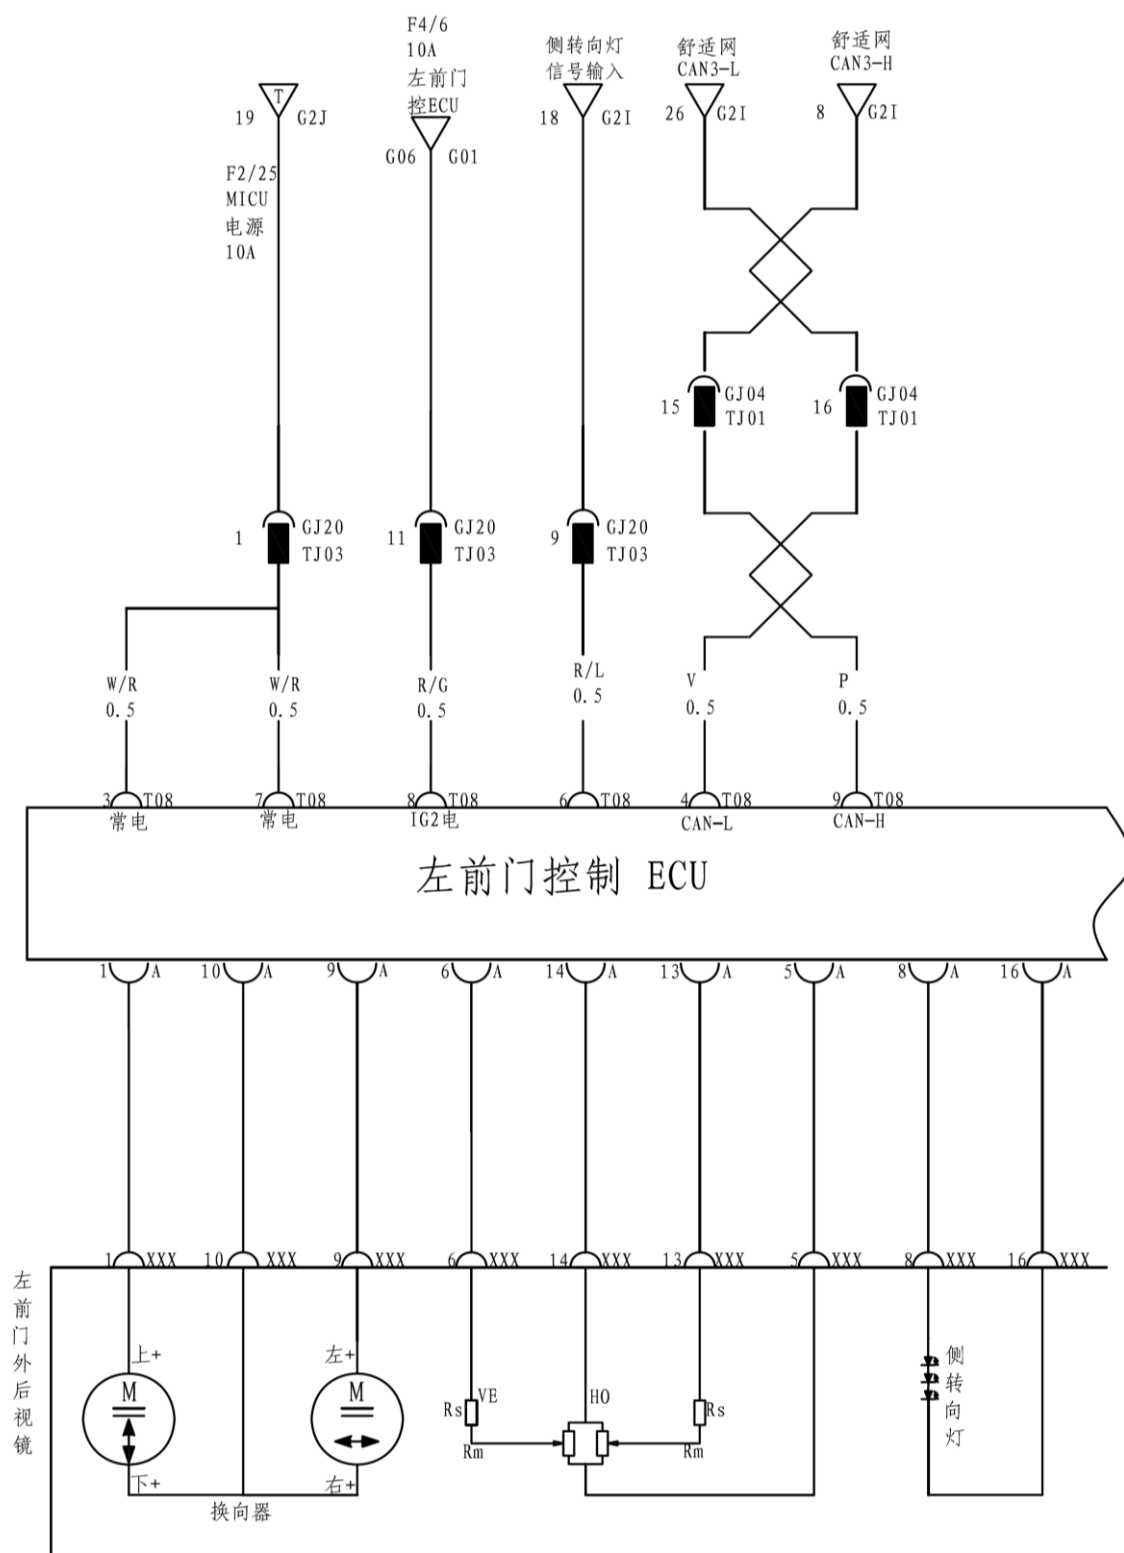 F4/6
10A
左前门
控ECU
侧转向灯
信号输入
舒适网
CAN3-L
舒适网
CAN3-H
T
19 G2J
G06 G01
18 G2I
26 G2I
8 G2I
F2/25
MICU
电源
10A
15 GJ04
TJ01
16 GJ04
TJ01
1 GJ20
TJ03
11 GJ20
TJ03
9 GJ20
TJ03
W/R
0.5
W/R
0.5
R/G
0.5
R/L
0.5
V
0.5
P
0.5
3 T08
常电
7 T08
常电
8 T08
IG2电
6 T08
4 T08
CAN-L
9 T08
CAN-H
左前门控制 ECU
1 A 10 A 9 A 6 A 14 A 13 A 5 A 8 A 16 A
1 XXX 10 XXX 9 XXX 6 XXX 14 XXX 13 XXX 5 XXX 8 XXX 16 XXX
左前门外后视镜
上+
M
下+
左+
M
右+
换向器
Rs VE
Rm
HO
Rs
Rm
侧转向灯